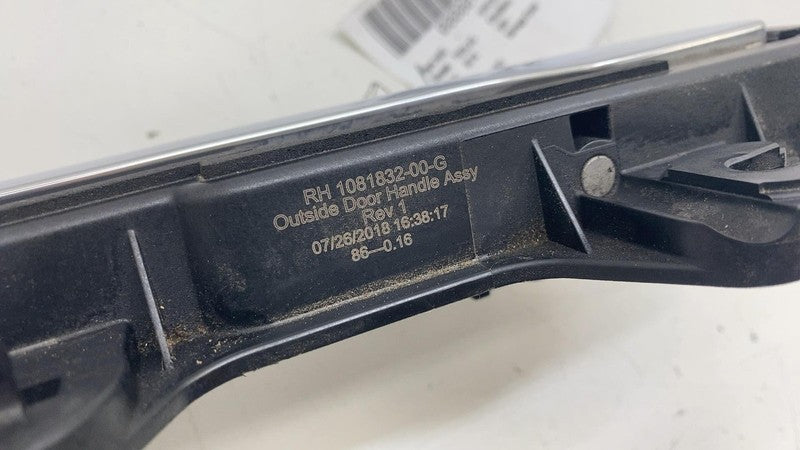 RH 1081832-00-G
Outside Door Handle Assy
Rev 1
07/26/2018 16:38:17
86—0.16